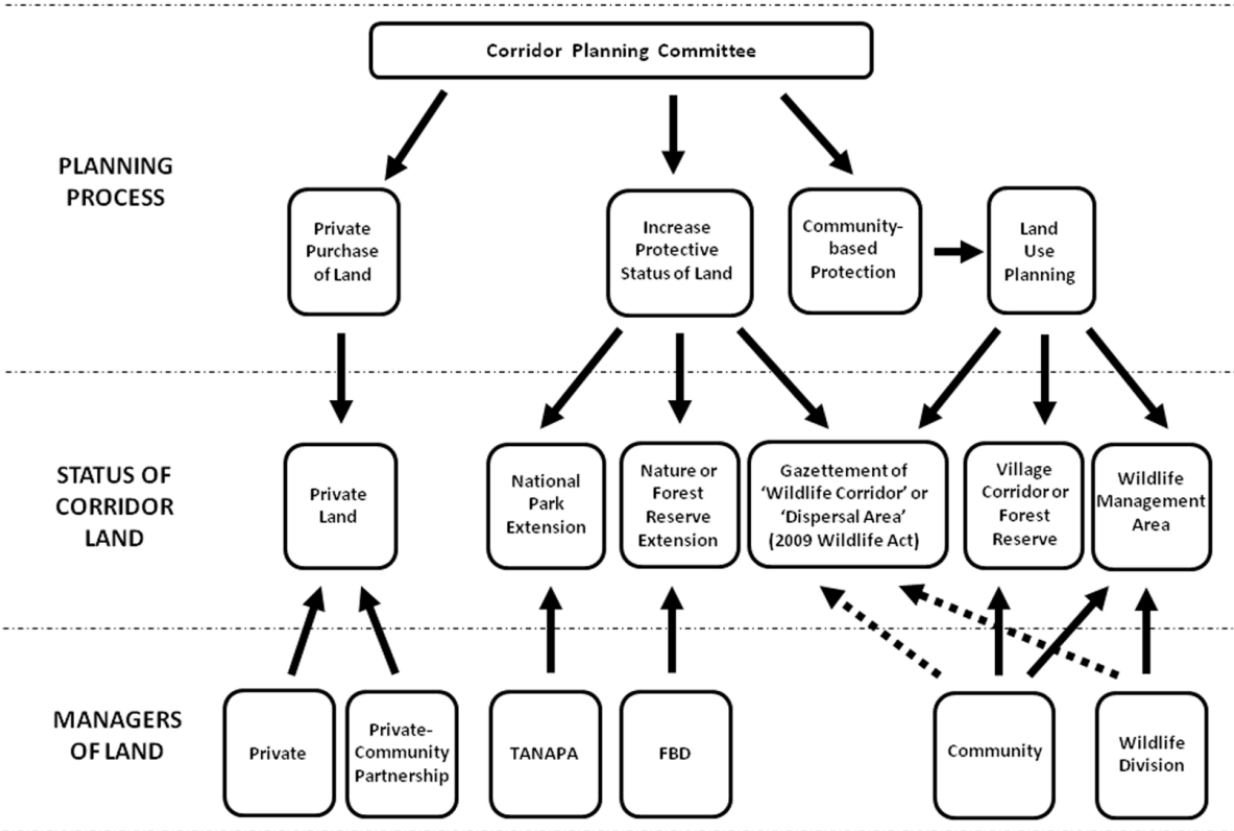 Corridor Planning Committee
PLANNING
PROCESS
Private
Purchase
of Land
Increase
Protective
Status of Land
Community-
based
Protection
Land
Use
Planning
STATUS OF
CORRIDOR
LAND
Private
Land
National
Park
Extension
Nature or
Forest
Reserve
Extension
Gazettement of
‘Wildlife Corridor’ or
‘Dispersal Area’
(2009 Wildlife Act)
Village
Corridor or
Forest
Reserve
Wildlife
Management
Area
MANAGERS
OF LAND
Private
Private-
Community
Partnership
TANAPA
FBD
Community
Wildlife
Division